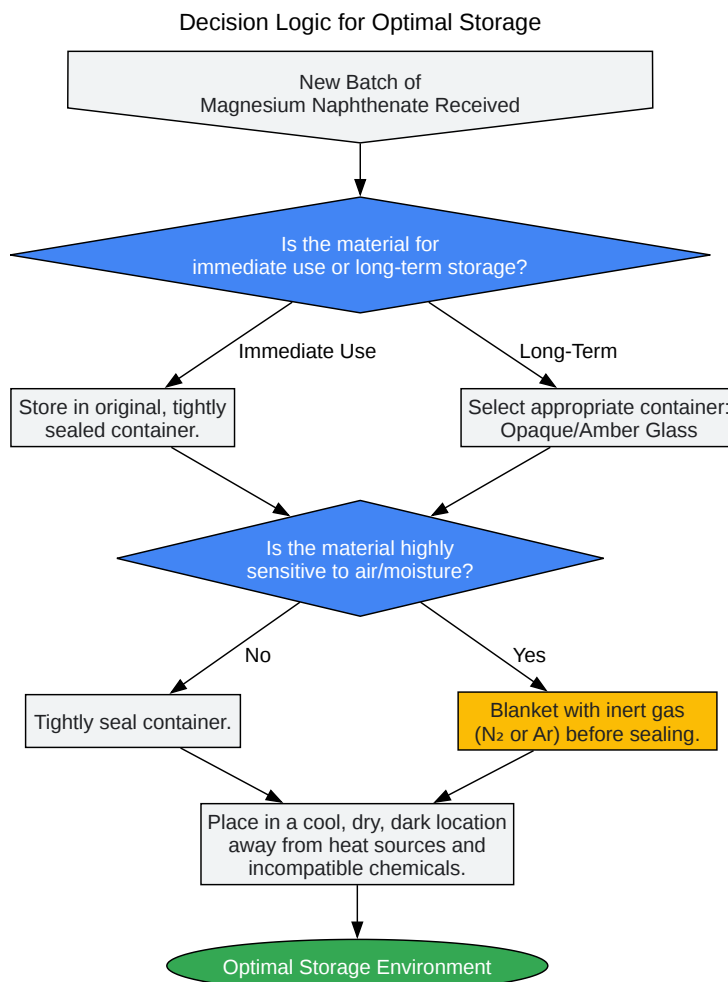 Decision Logic for Optimal Storage
New Batch of
Magnesium Naphthenate Received
Is the material for
immediate use or long-term storage?
Immediate Use
Long-Term
Store in original, tightly
sealed container.
Select appropriate container:
Opaque/Amber Glass
Is the material highly
sensitive to air/moisture?
No
Yes
Tightly seal container.
Blanket with inert gas
(N₂ or Ar) before sealing.
Place in a cool, dry, dark location
away from heat sources and
incompatible chemicals.
Optimal Storage Environment